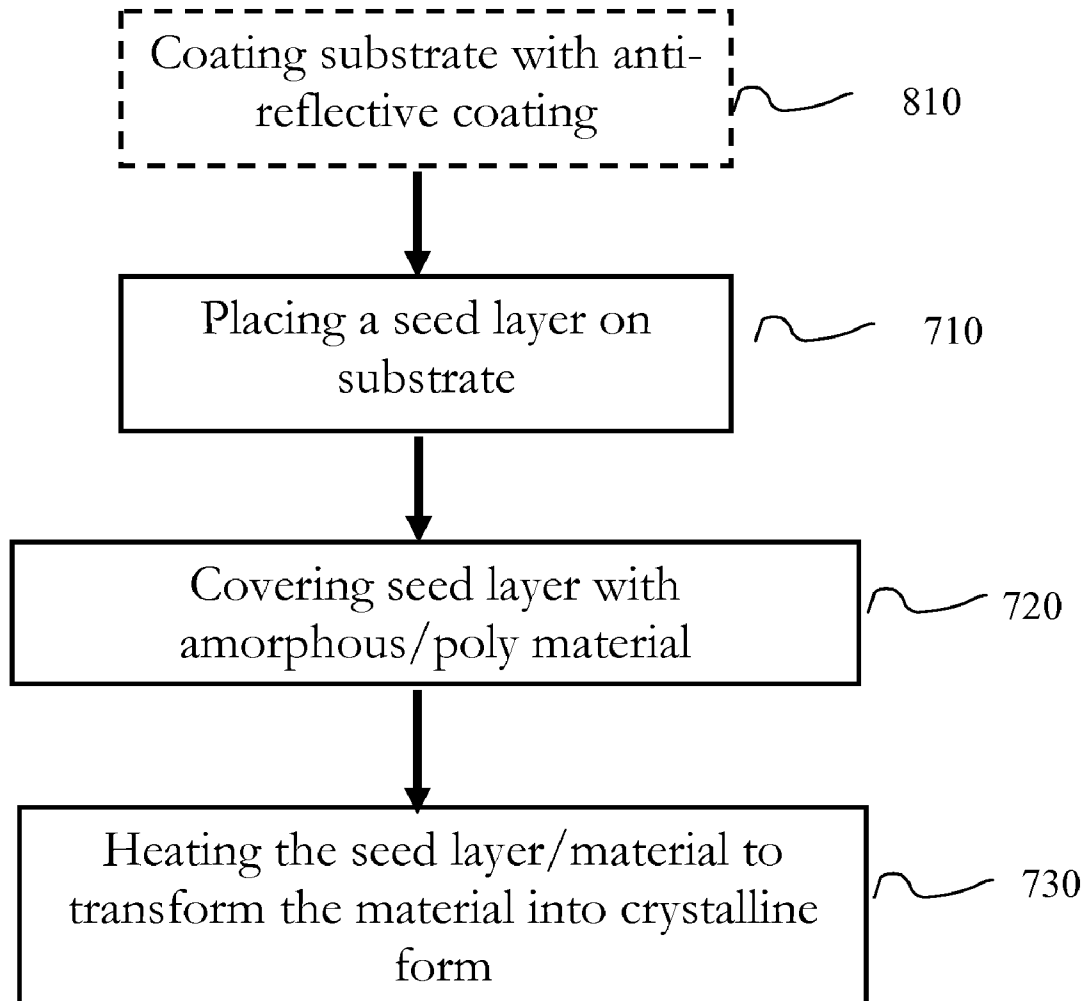 Coating substrate with anti-
reflective coating
810
Placing a seed layer on
substrate
710
Covering seed layer with
amorphous/poly material
720
Heating the seed layer/material to
transform the material into crystalline
form
730